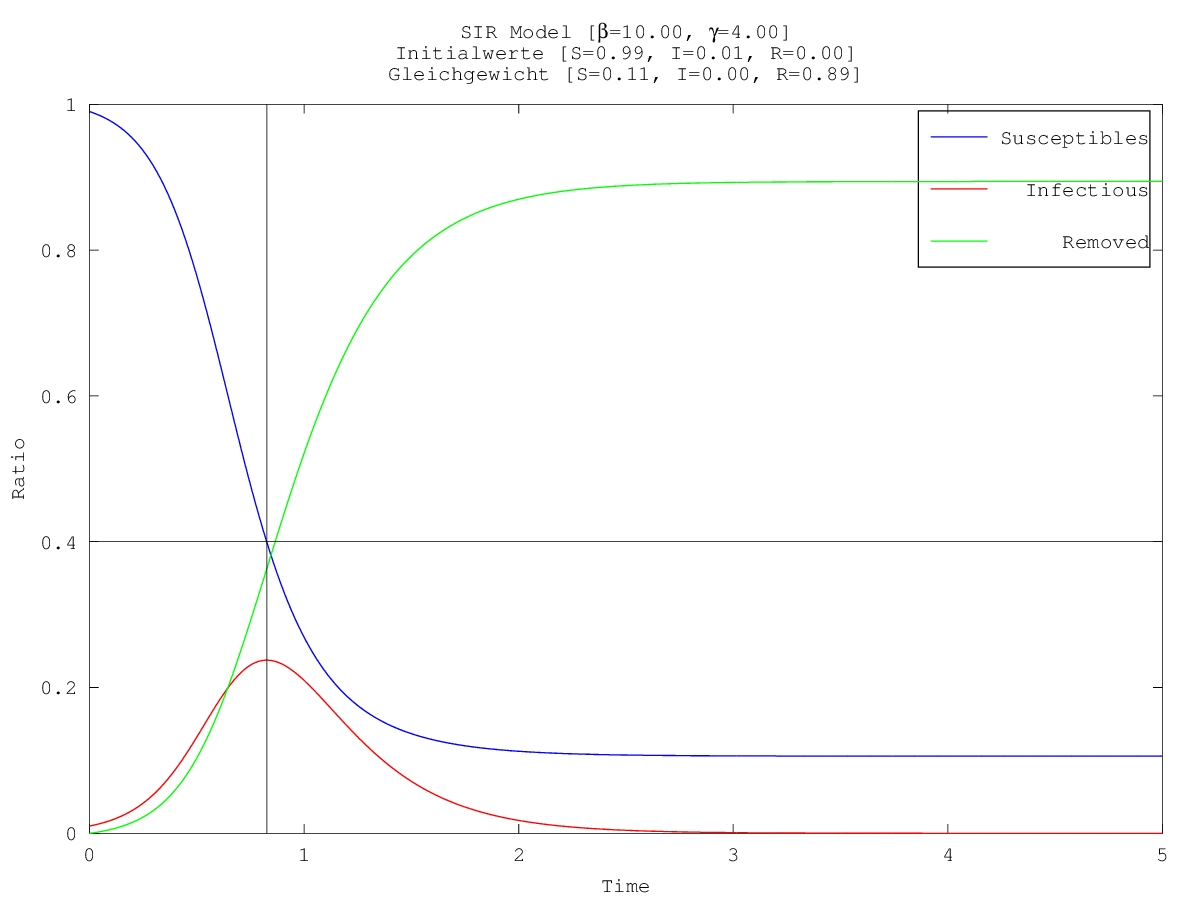 SIR Model [β=10.00, γ=4.00]
Initialwerte [S=0.99, I=0.01, R=0.00]
Gleichgewicht [S=0.11, I=0.00, R=0.89]
1
0.8
0.6
0.4
0.2
0
Ratio
Susceptibles
Infectious
Removed
0 1 2 3 4 5
Time